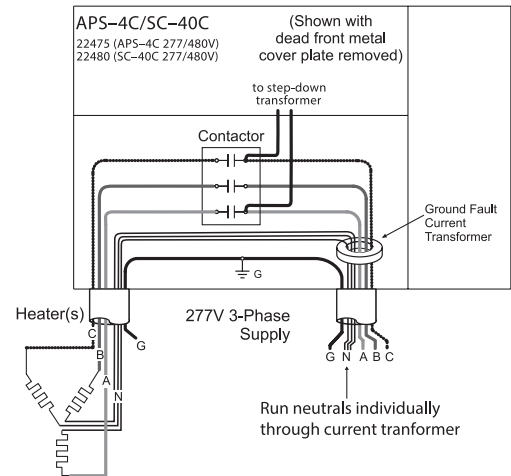 APS–4C/SC–40C
22475 (APS–4C 277/480V)
22480 (SC–40C 277/480V)
(Shown with
dead front metal
cover plate removed)
to step–down
transformer
Contactor
Ground Fault
Current
Transformer
G
Heater(s)
277V 3-Phase
Supply
C
B
A
N
G
G N A B C
Run neutrals individually
through current tranformer